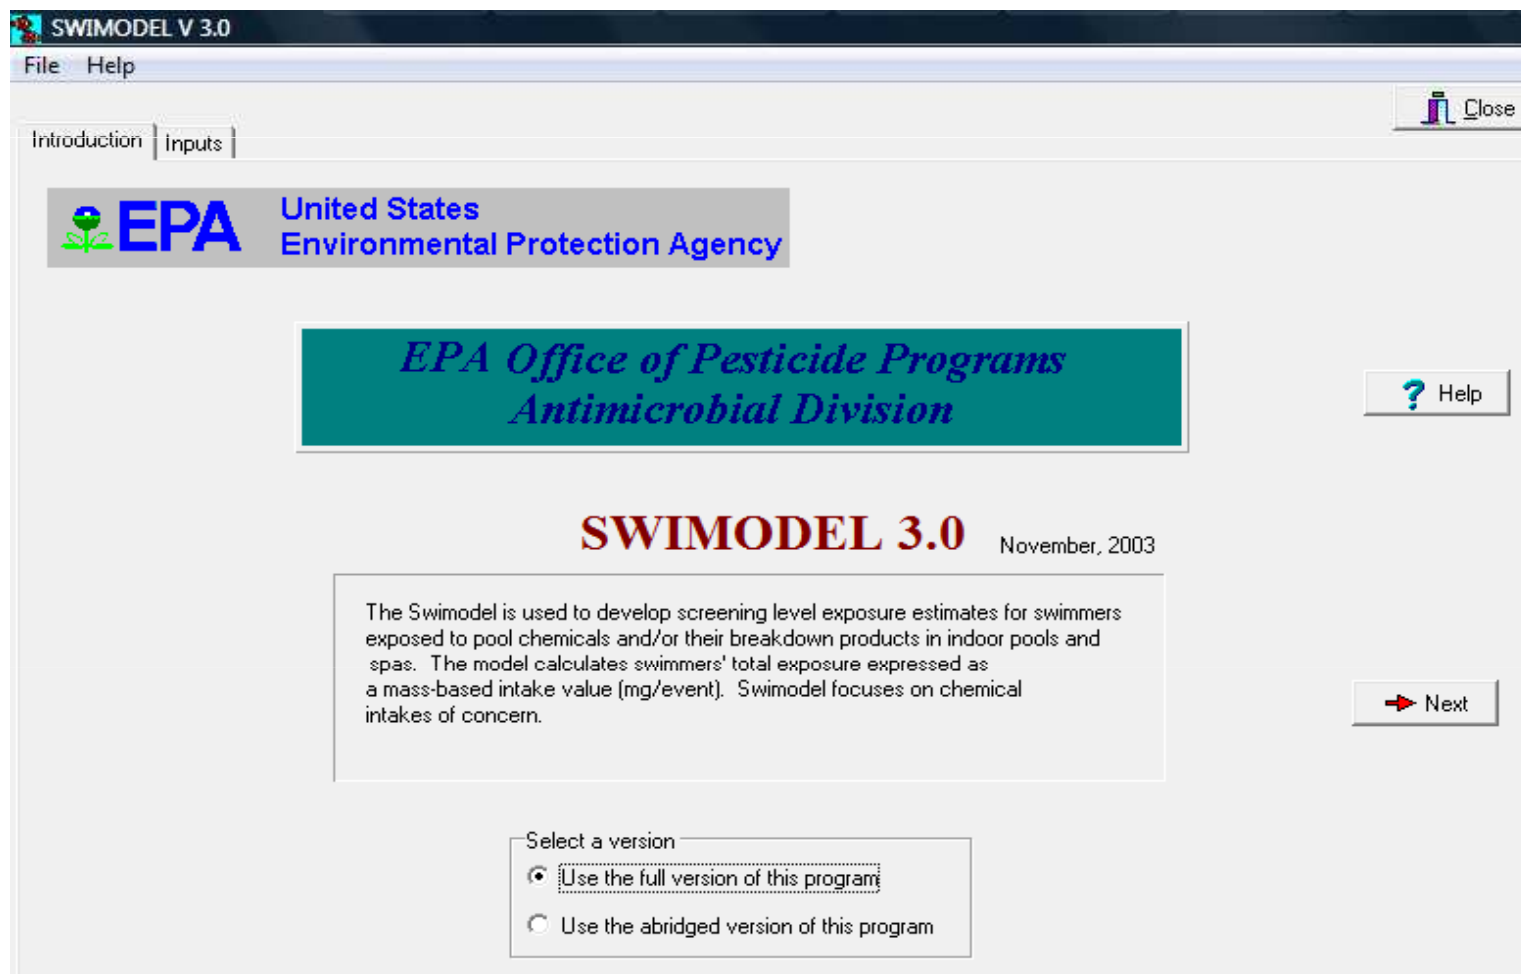 SWIMODEL V 3.0
File Help
Close
Introduction Inputs
EPA United States
Environmental Protection Agency
EPA Office of Pesticide Programs
Antimicrobial Division
? Help
SWIMODEL 3.0 November, 2003
The Swimodel is used to develop screening level exposure estimates for swimmers
exposed to pool chemicals and/or their breakdown products in indoor pools and
spas. The model calculates swimmers' total exposure expressed as
a mass-based intake value (mg/event). Swimodel focuses on chemical
intakes of concern.
Next
Select a version
Use the full version of this program
Use the abridged version of this program